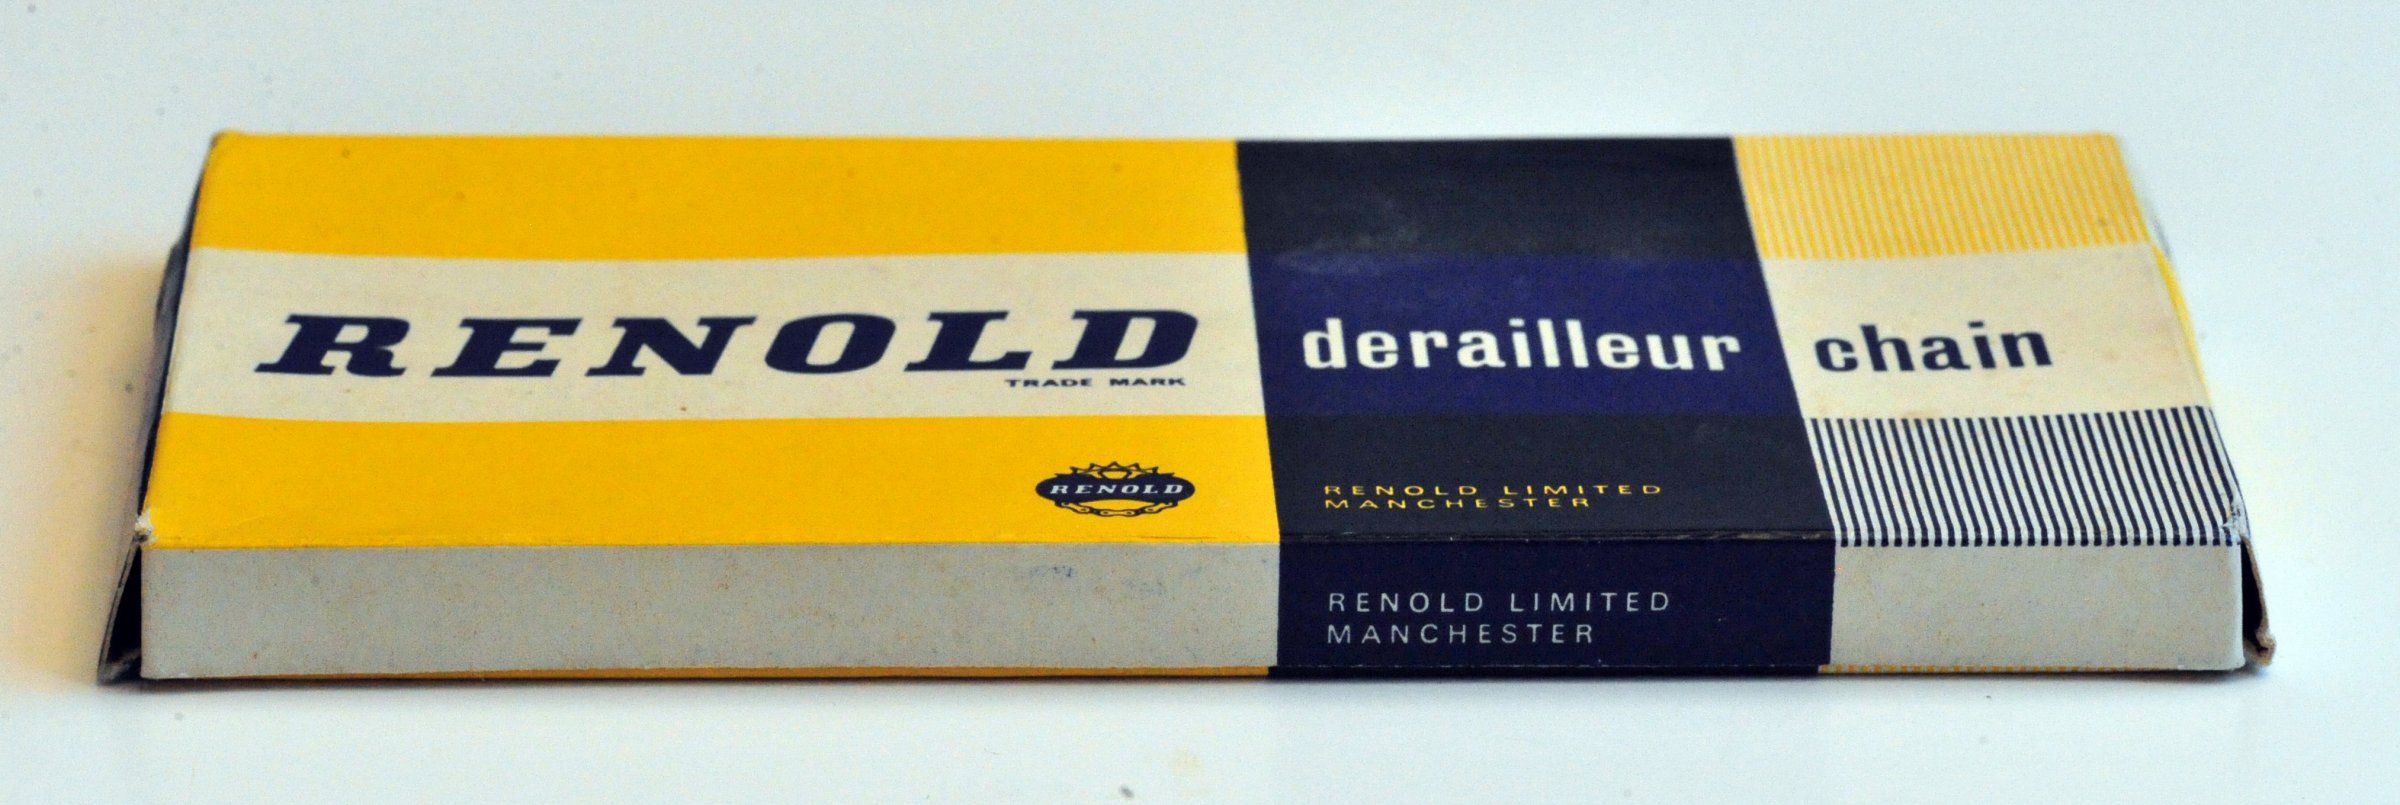 RENOLD
TRADE MARK
derailleur chain
RENOLD
RENOLD LIMITED
MANCHESTER
RENOLD LIMITED
MANCHESTER